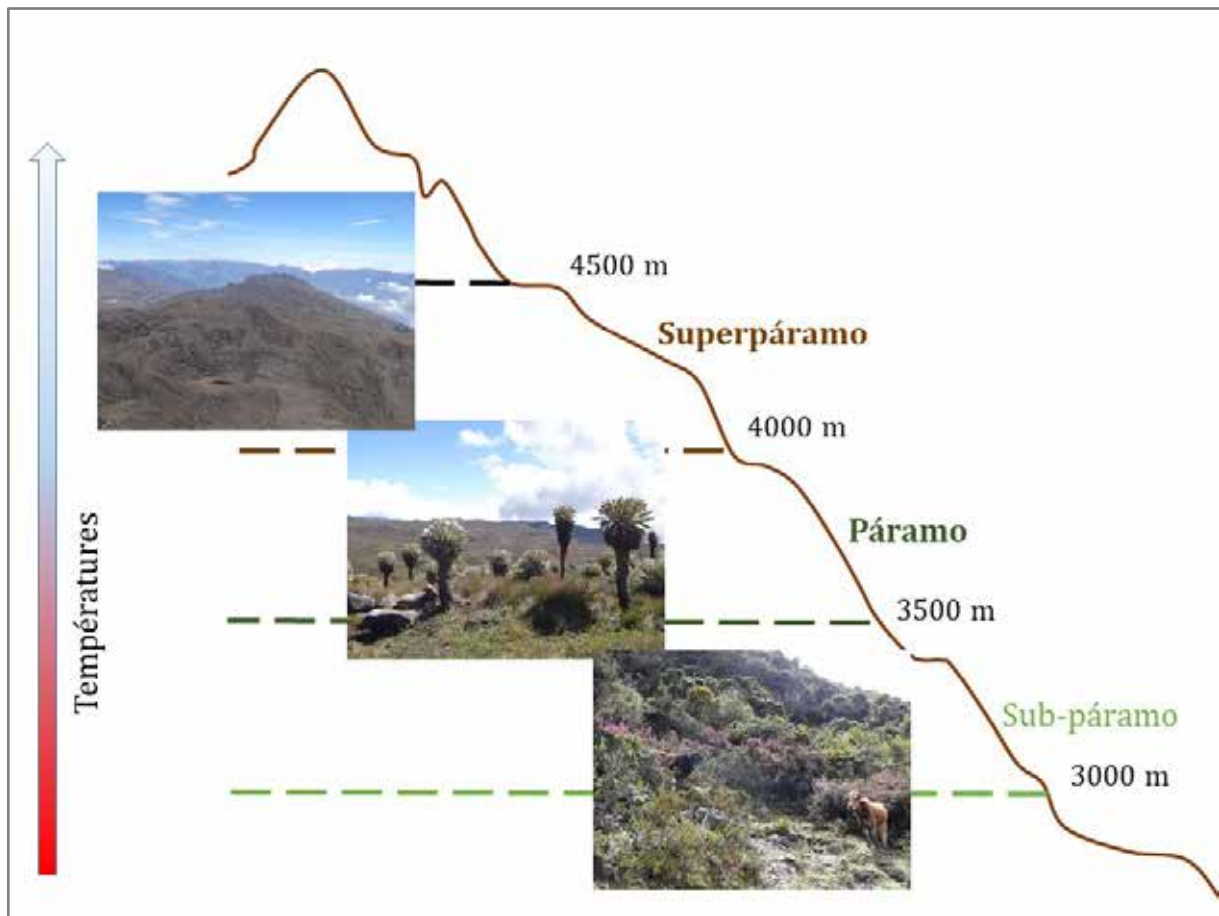 4500 m
Superpáramo
4000 m
Páramo
3500 m
Sub-páramo
3000 m
Températures